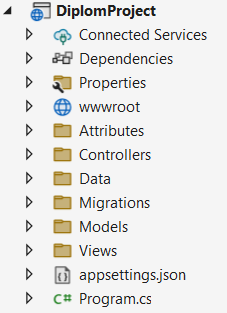 DiplomProject
Connected Services
Dependencies
Properties
wwwroot
Attributes
Controllers
Data
Migrations
Models
Views
appsettings.json
C# Program.cs